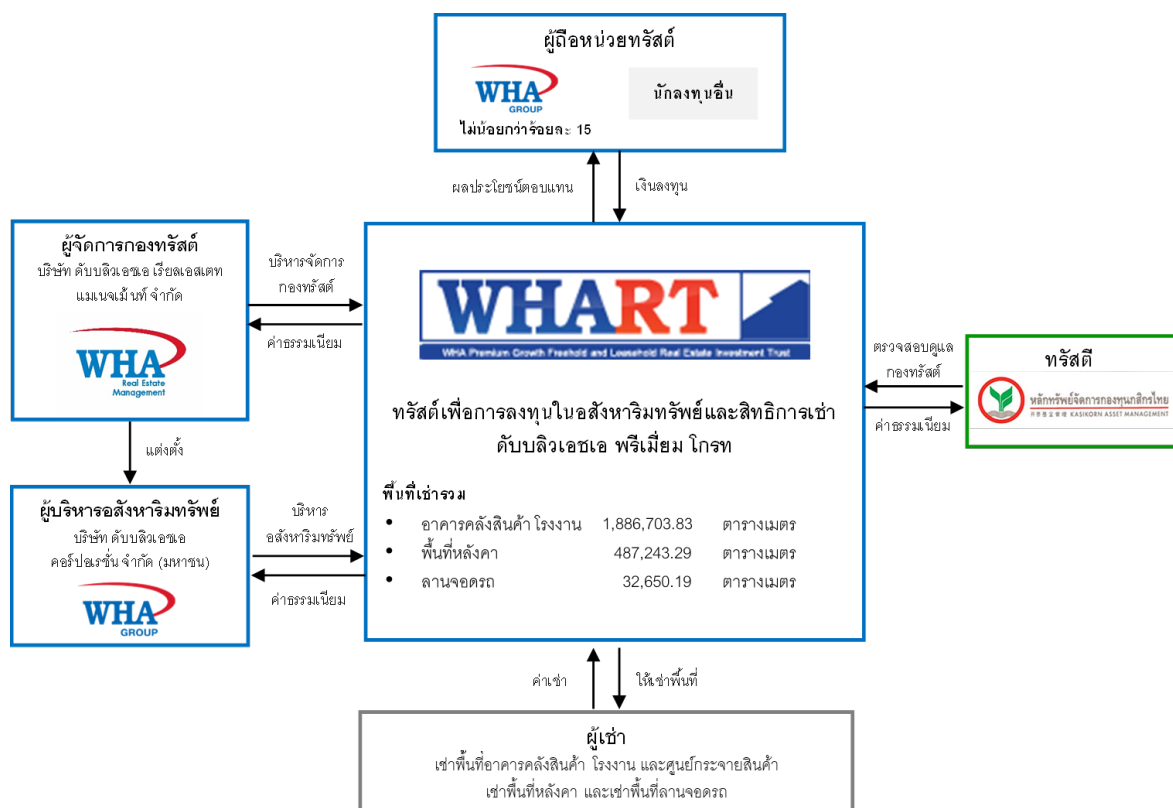 ผู้ถือหน่วยทรัสต์
WHA
GROUP
นักลงทุนอื่น
ไม่น้อยกว่าร้อยละ 15
ผลประโยชน์ตอบแทน
เงินลงทุน
ผู้จัดการกองทรัสต์
บริษัท ดับบลิวเอชเอ เรียลเอสเตท
แมเนจเม้นท์ จำกัด
WHA
Real Estate
Management
บริหารจัดการ
กองทรัสต์
ค่าธรรมเนียม
แต่งตั้ง
ผู้บริหารอสังหาริมทรัพย์
บริษัท ดับบลิวเอชเอ
คอร์ปอเรชั่น จำกัด (มหาชน)
WHA
GROUP
บริหาร
อสังหาริมทรัพย์
ค่าธรรมเนียม
WHART
WHA Premium Growth Freehold and Leasehold Real Estate Investment Trust
ทรัสต์เพื่อการลงทุนในอสังหาริมทรัพย์และสิทธิการเช่า
ดับบลิวเอชเอ พรีเมี่ยม โกรท
พื้นที่เช่ารวม
• อาคารคลังสินค้า โรงงาน 1,886,703.83 ตารางเมตร
• พื้นที่หลังคา 487,243.29 ตารางเมตร
• ลานจอดรถ 32,650.19 ตารางเมตร
ตรวจสอบดูแล
กองทรัสต์
ค่าธรรมเนียม
ทรัสตี
หลักทรัพย์จัดการกองทุนกสิกรไทย
KASIKORN ASSET MANAGEMENT
ค่าเช่า
ให้เช่าพื้นที่
ผู้เช่า
เช่าพื้นที่อาคารคลังสินค้า โรงงาน และศูนย์กระจายสินค้า
เช่าพื้นที่หลังคา และเช่าพื้นที่ลานจอดรถ